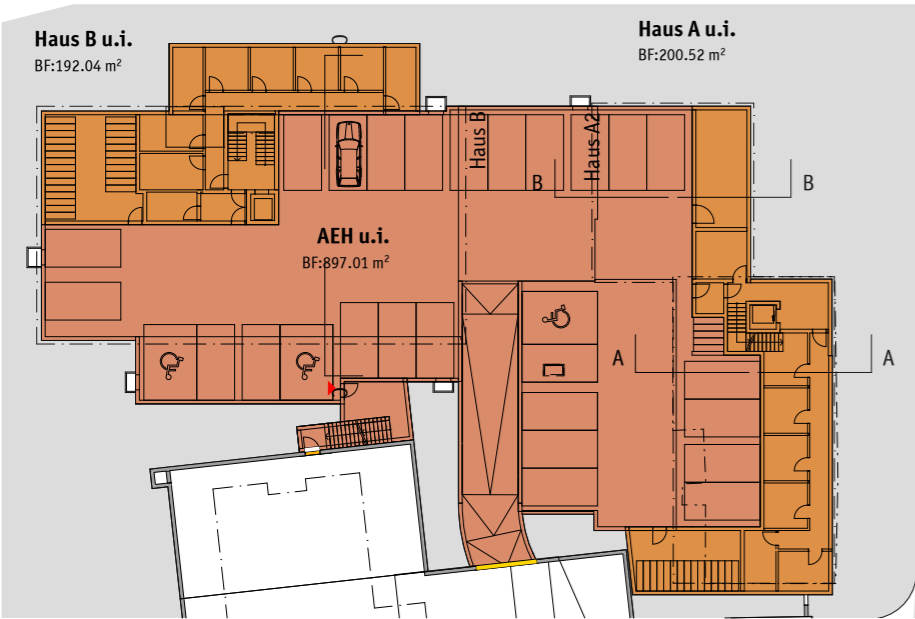 Haus B u.i.
BF:192.04 m²
Haus A u.i.
BF:200.52 m²
Haus B
Haus A2
B
B
AEH u.i.
BF:897.01 m²
A
A